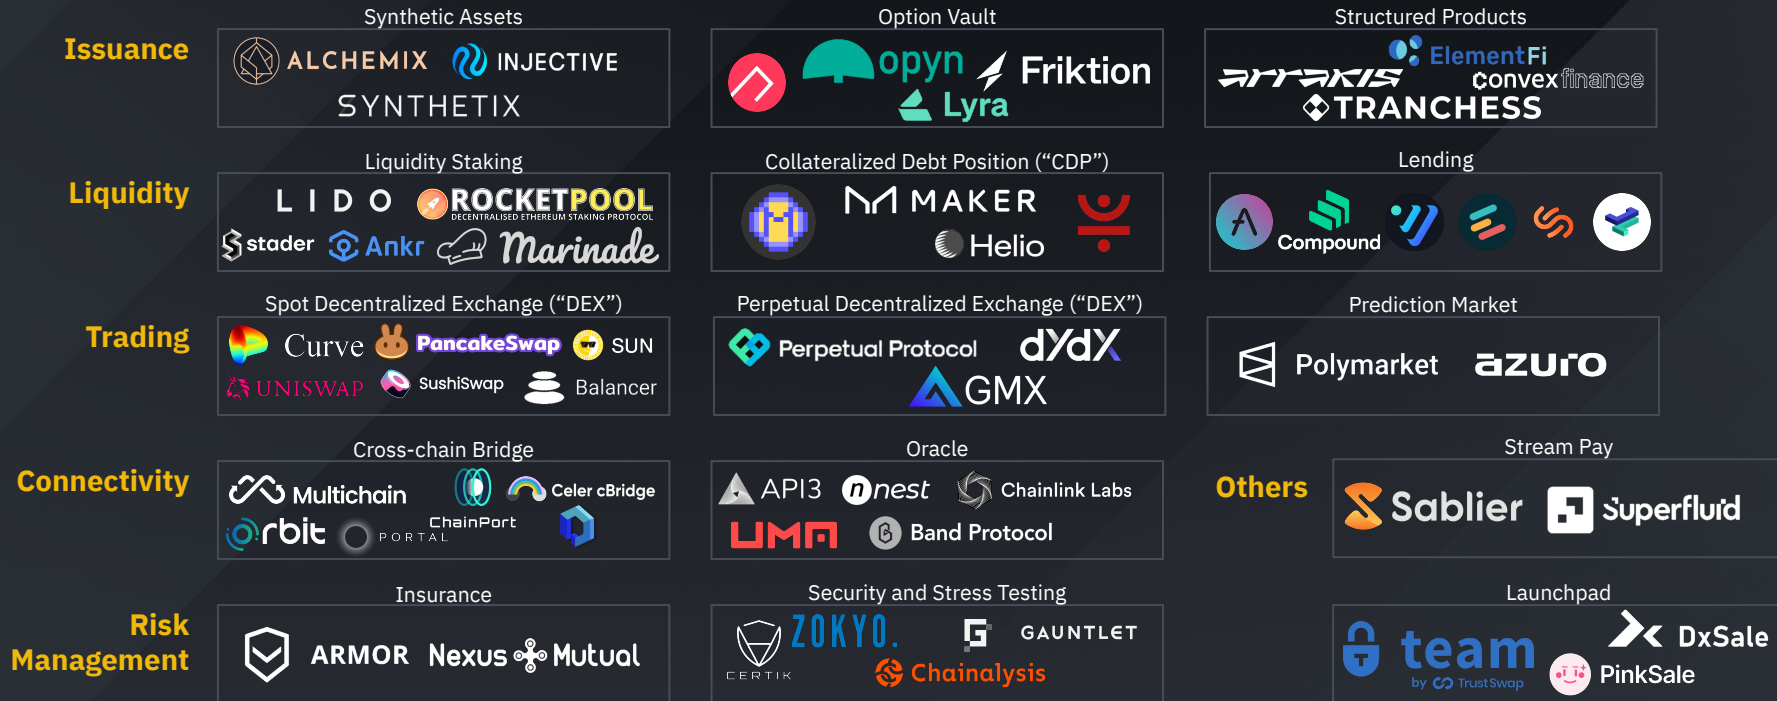 Issuance
Synthetic Assets
ALCHEMIX
INJECTIVE
SYNTHETIX
Option Vault
opyn
Friktion
Lyra
Structured Products
ElementFi
arrakis
convex finance
TRANCHESS
Liquidity
Liquidity Staking
LIDO
ROCKETPOOL
DECENTRALISED ETHEREUM STAKING PROTOCOL
stader
Ankr
Marinade
Collateralized Debt Position (“CDP”)
MAKER
Helio
Lending
Compound
Trading
Spot Decentralized Exchange (“DEX”)
Curve
PancakeSwap
SUN
UNISWAP
SushiSwap
Balancer
Perpetual Decentralized Exchange (“DEX”)
Perpetual Protocol
dYdX
GMX
Prediction Market
Polymarket
azuro
Connectivity
Cross-chain Bridge
Multichain
Celer cBridge
orbit
PORTAL
ChainPort
Oracle
API3
nest
Chainlink Labs
UMA
Band Protocol
Others
Stream Pay
Sablier
Superfluid
Risk
Management
Insurance
ARMOR
Nexus Mutual
Security and Stress Testing
CERTIK
ZOKYO.
GAUNTLET
Chainalysis
Launchpad
team
by TrustSwap
DxSale
PinkSale